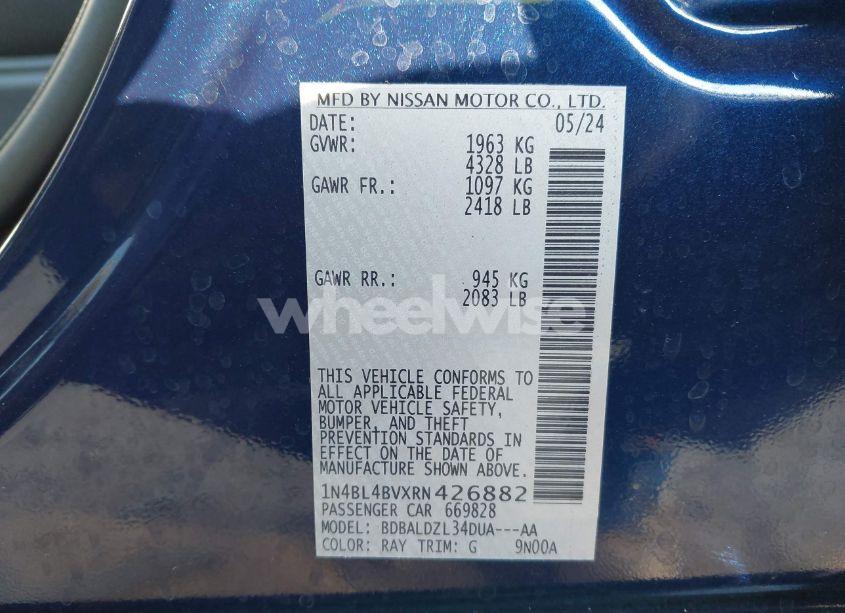 MFD BY NISSAN MOTOR CO., LTD.
DATE: 05/24
GVWR: 1963 KG
4328 LB
GAWR FR.: 1097 KG
2418 LB
GAWR RR.: 945 KG
2083 LB
wheelwise
THIS VEHICLE CONFORMS TO
ALL APPLICABLE FEDERAL
MOTOR VEHICLE SAFETY,
BUMPER, AND THEFT
PREVENTION STANDARDS IN
EFFECT ON THE DATE OF
MANUFACTURE SHOWN ABOVE.
1N4BL4BVXRN426882
PASSENGER CAR 669828
MODEL: BDBALDZL34DUA---AA
COLOR: RAY TRIM: G 9N00A